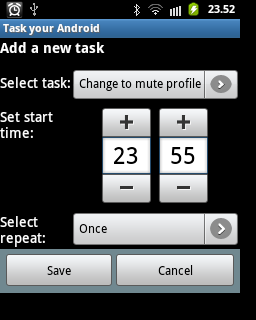 23.52
Task your Android
Add a new task
Select task: Change to mute profile
Set start
time:
+ +
23 55
− −
Select
repeat: Once
Save Cancel